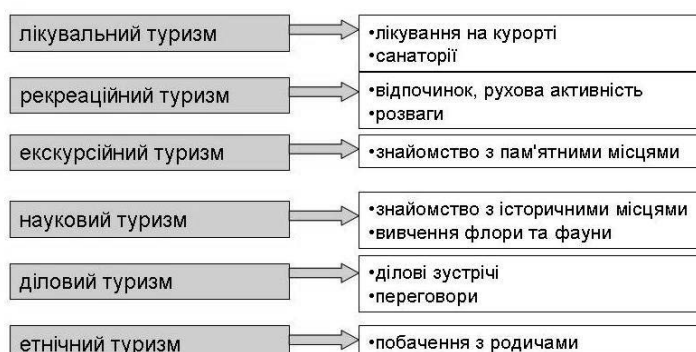 лікувальний туризм
•лікування на курорті
•санаторії
рекреаційний туризм
•відпочинок, рухова активність
•розваги
екскурсійний туризм
•знайомство з пам'ятними місцями
науковий туризм
•знайомство з історичними місцями
•вивчення флори та фауни
діловий туризм
•ділові зустрічі
•переговори
етнічний туризм
•побачення з родичами